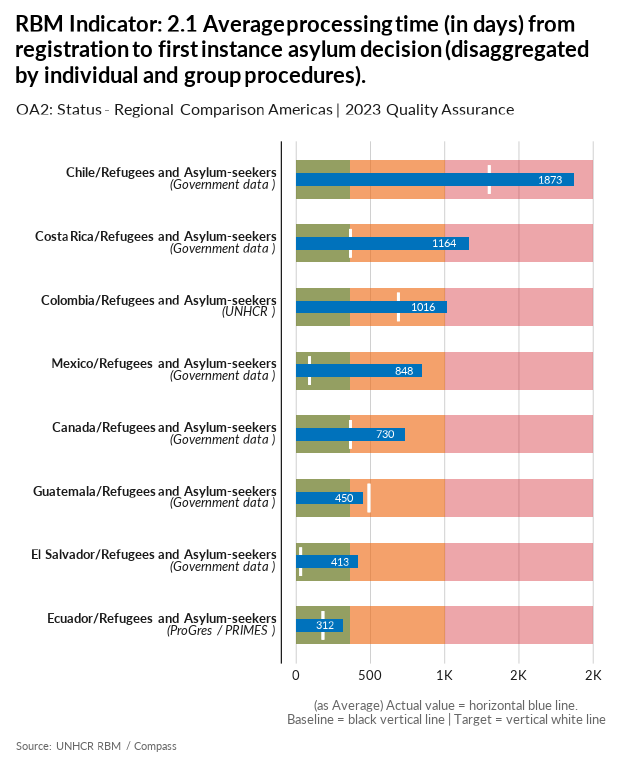 RBM Indicator: 2.1 Average processing time (in days) from
registration to first instance asylum decision (disaggregated
by individual and group procedures).
OA2: Status - Regional Comparison Americas | 2023 Quality Assurance
Chile/Refugees and Asylum-seekers
(Government data )
1873
Costa Rica/Refugees and Asylum-seekers
(Government data )
1164
Colombia/Refugees and Asylum-seekers
(UNHCR )
1016
Mexico/Refugees and Asylum-seekers
(Government data )
848
Canada/Refugees and Asylum-seekers
(Government data )
730
Guatemala/Refugees and Asylum-seekers
(Government data )
450
El Salvador/Refugees and Asylum-seekers
(Government data )
413
Ecuador/Refugees and Asylum-seekers
(ProGres / PRIMES )
312
0 500 1K 2K 2K
(as Average) Actual value = horizontal blue line.
Baseline = black vertical line | Target = vertical white line
Source: UNHCR RBM / Compass